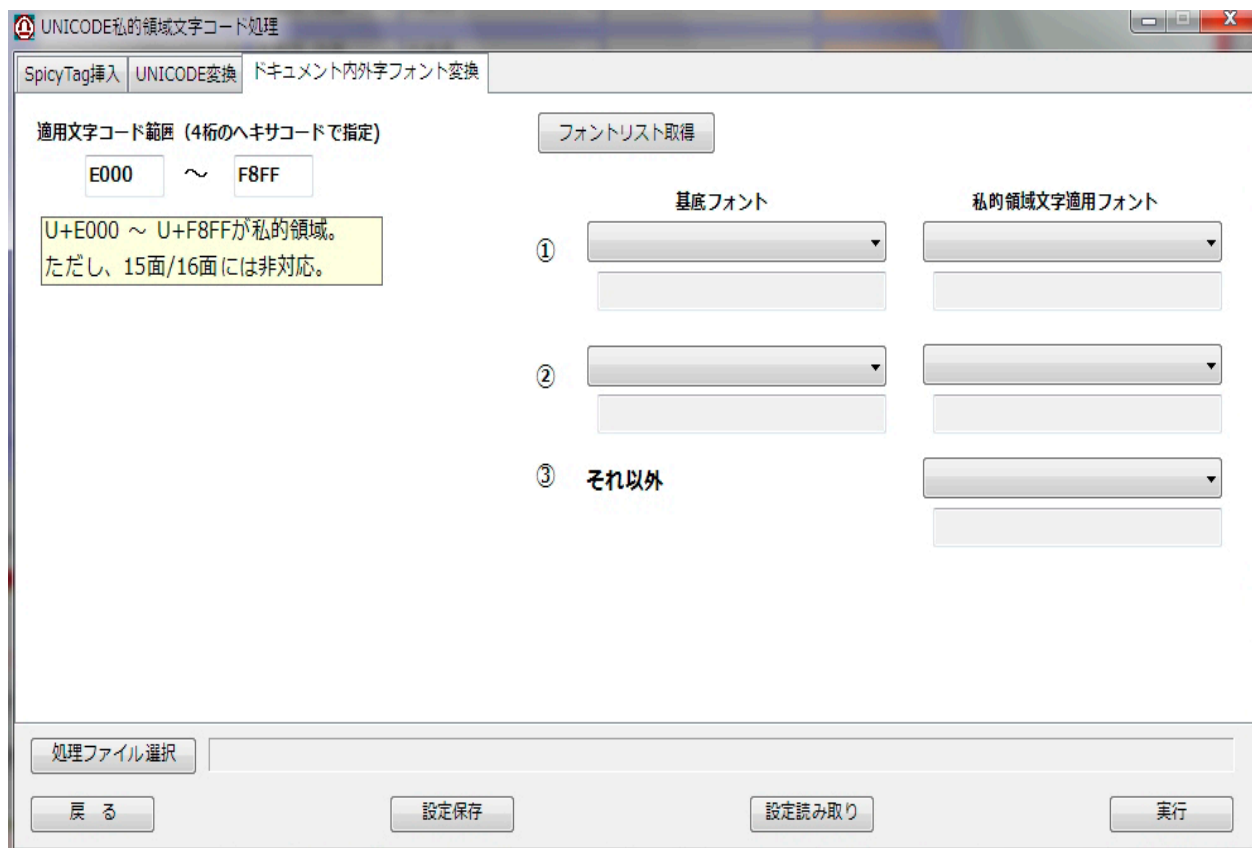 UNICODE私的領域文字コード処理
SpicyTag挿入 UNICODE変換 ドキュメント内外字フォント変換
適用文字コード範囲（4桁のヘキサコードで指定)
フォントリスト取得
E000 ～ F8FF
基底フォント 私的領域文字適用フォント
U+E000 ～ U+F8FFが私的領域。
ただし、15面/16面には非対応。
①
②
③ それ以外
処理ファイル選択
戻 る 設定保存 設定読み取り 実行